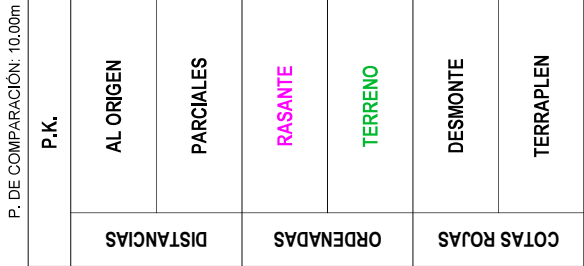 P. DE COMPARACIÓN: 10.00m
P.K.
DISTANCIAS
AL ORIGEN
PARCIALES
ORDENADAS
RASANTE
TERRENO
COTAS ROJAS
DESMONTE
TERRAPLEN